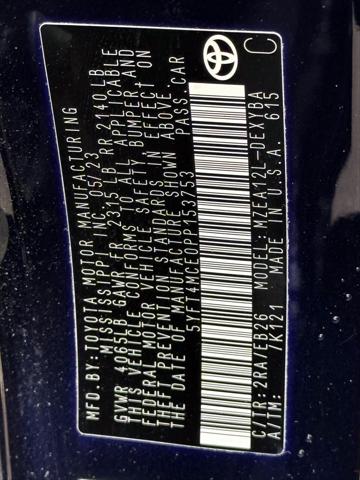 MFD.BY: TOYOTA MOTOR MANUFACTURING
MISSISSIPPI, INC. 05/23
GVWR 4065LB GAWR FR 2315LB RR 2140LB
THIS VEHICLE CONFORMS TO ALL APPLICABLE
FEDERAL MOTOR VEHICLE SAFETY, BUMPER, AND
THEFT PREVENTION STANDARDS IN EFFECT ON
THE DATE OF MANUFACTURE SHOWN ABOVE.
5YFT4MCE0PP153753 PASS.CAR
C/TR: 2RA/EB26 MODEL: MZEA12L-DEXYBA
A/TM: /K121 MADE IN U.S.A. 615
C